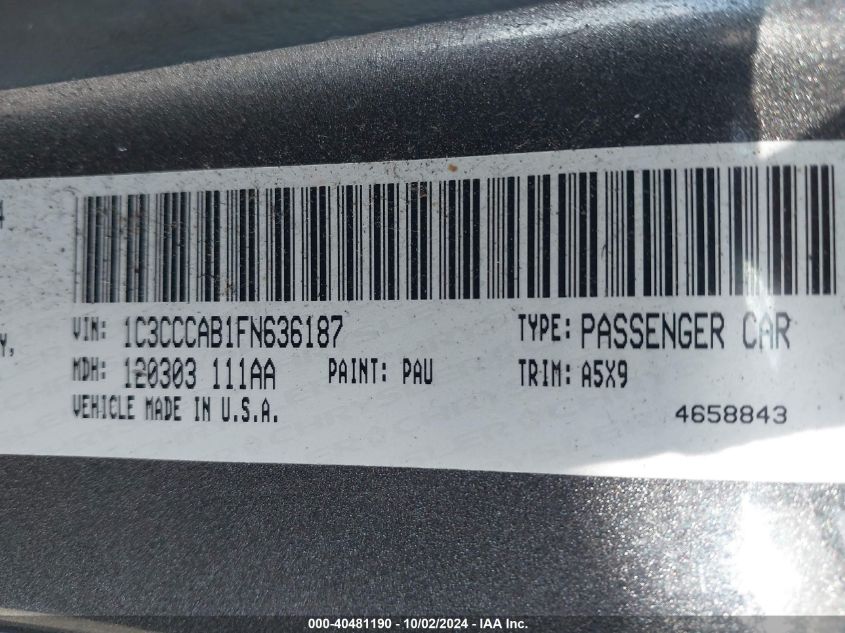 4
Y,
VIN: 1C3CCCAB1FN636187 TYPE: PASSENGER CAR
MDH: 120303 111AA PAINT: PAU TRIM: A5X9
VEHICLE MADE IN U.S.A. 4658843
000-40481190 - 10/02/2024 - IAA Inc.